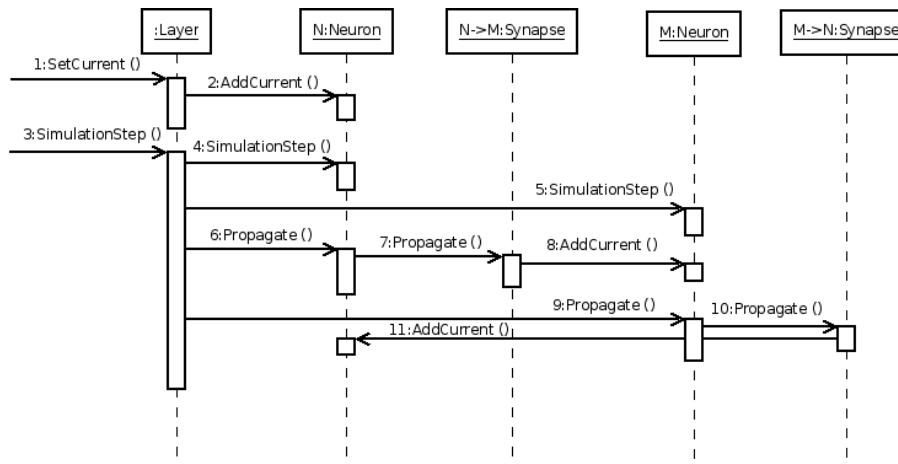 :Layer
N:Neuron
N->M:Synapse
M:Neuron
M->N:Synapse
1:SetCurrent ()
2:AddCurrent ()
3:SimulationStep ()
4:SimulationStep ()
5:SimulationStep ()
6:Propagate ()
7:Propagate ()
8:AddCurrent ()
9:Propagate ()
10:Propagate ()
11:AddCurrent ()